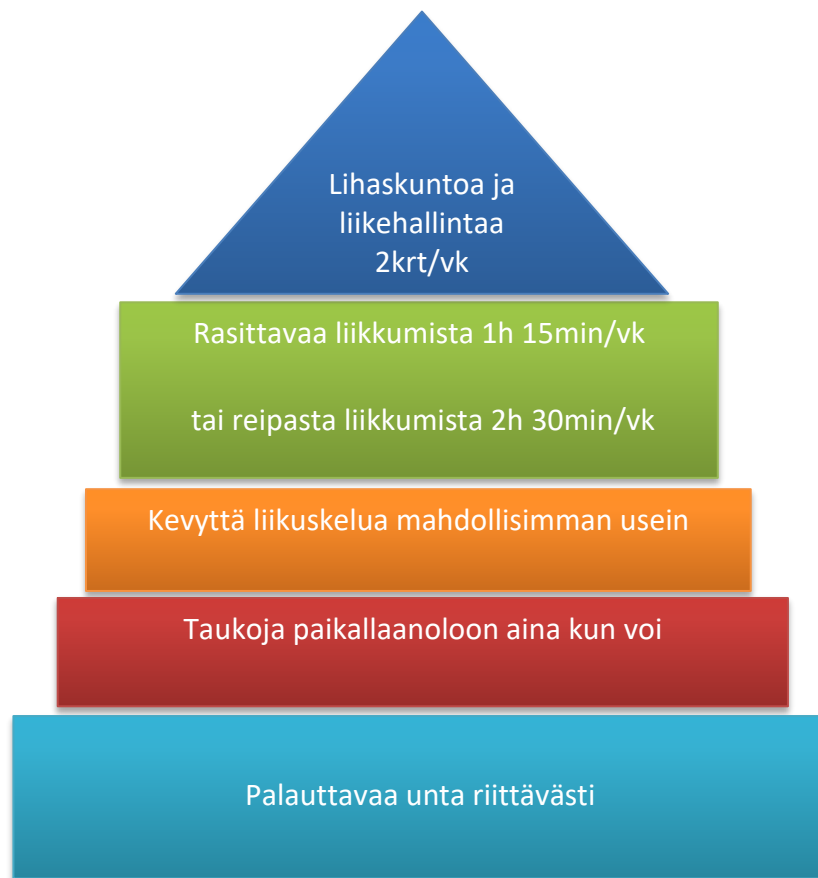 Lihaskuntoa ja
liikehallintaa
2krt/vk
Rasittavaa liikkumista 1h 15min/vk
tai reipasta liikkumista 2h 30min/vk
Kevyttä liikuskelua mahdollisimman usein
Taukoja paikallaanoloon aina kun voi
Palauttavaa unta riittävästi